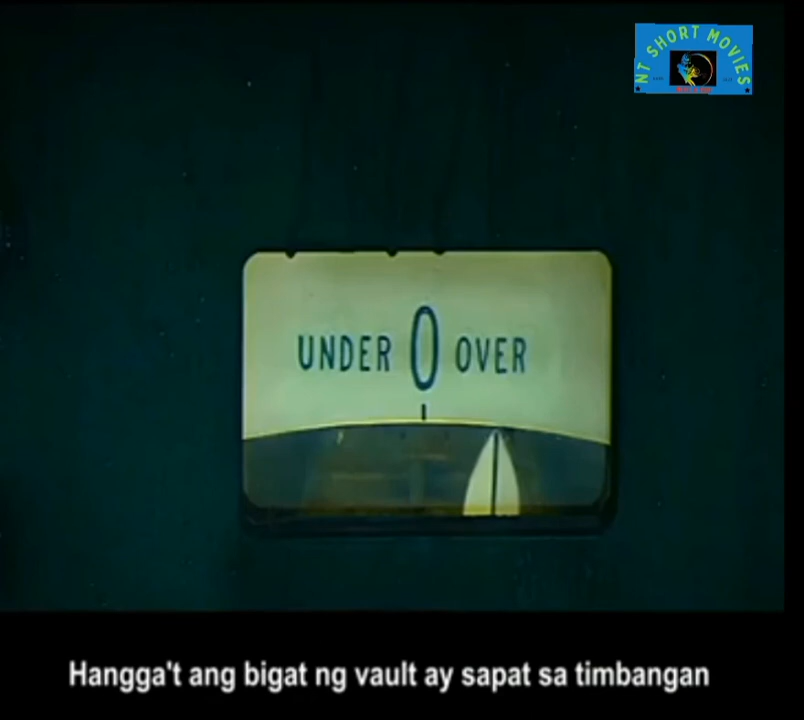 NT SHORT MOVIES
UNDER 0 OVER
Hangga't ang bigat ng vault ay sapat sa timbangan